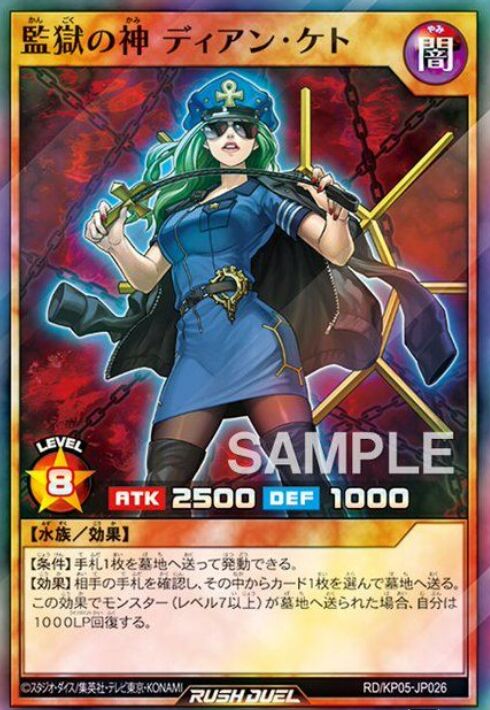 監獄の神 ディアン・ケト
かん ごく かみ
やみ
闇
SAMPLE
LEVEL
8
ATK 2500 DEF 1000
【水族／効果】
【条件】手札1枚を墓地へ送って発動できる。
【効果】相手の手札を確認し、その中からカード1枚を選んで墓地へ送る。
この効果でモンスター（レベル7以上）が墓地へ送られた場合、自分は
1000LP回復する。
©スタジオ・ダイス/集英社・テレビ東京・KONAMI
RUSH DUEL
RD/KP05-JP026